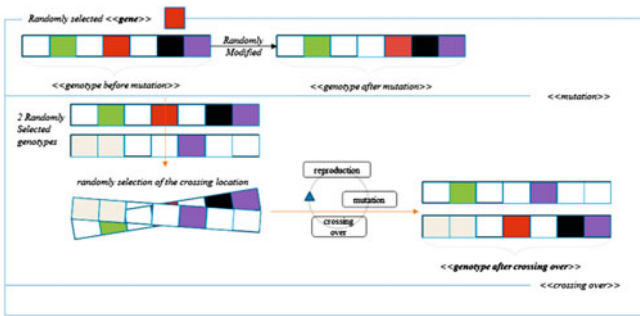 Randomly selected <<gene>>
Randomly
Modified
<<genotype before mutation>>
<<genotype after mutation>>
<<mutation>>
2 Randomly
Selected
genotypes
randomly selection of the crossing location
reproduction
mutation
crossing
over
<<genotype after crossing over>>
<<crossing over>>